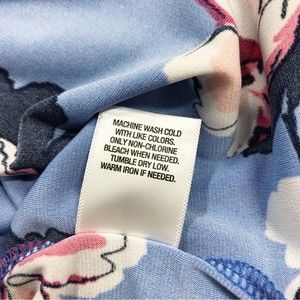 MACHINE WASH COLD
WITH LIKE COLORS.
ONLY NON-CHLORINE
BLEACH WHEN NEEDED.
TUMBLE DRY LOW.
WARM IRON IF NEEDED.